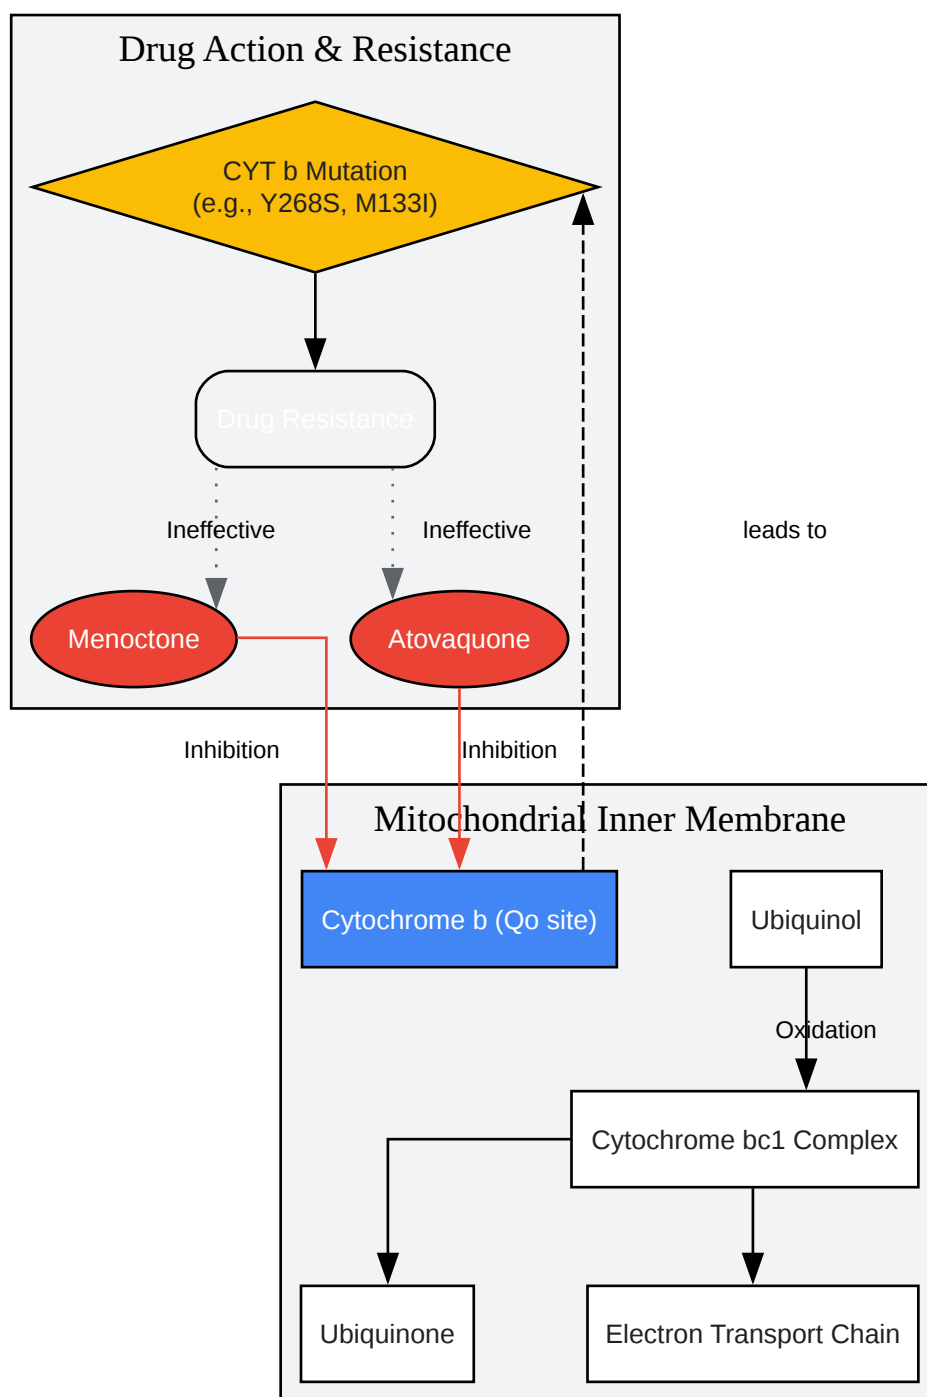 Drug Action & Resistance
CYT b Mutation
(e.g., Y268S, M133I)
Drug Resistance
Ineffective
Ineffective
leads to
Menoctone
Atovaquone
Inhibition
Inhibition
Mitochondrial Inner Membrane
Cytochrome b (Qo site)
Ubiquinol
Oxidation
Cytochrome bc1 Complex
Ubiquinone
Electron Transport Chain